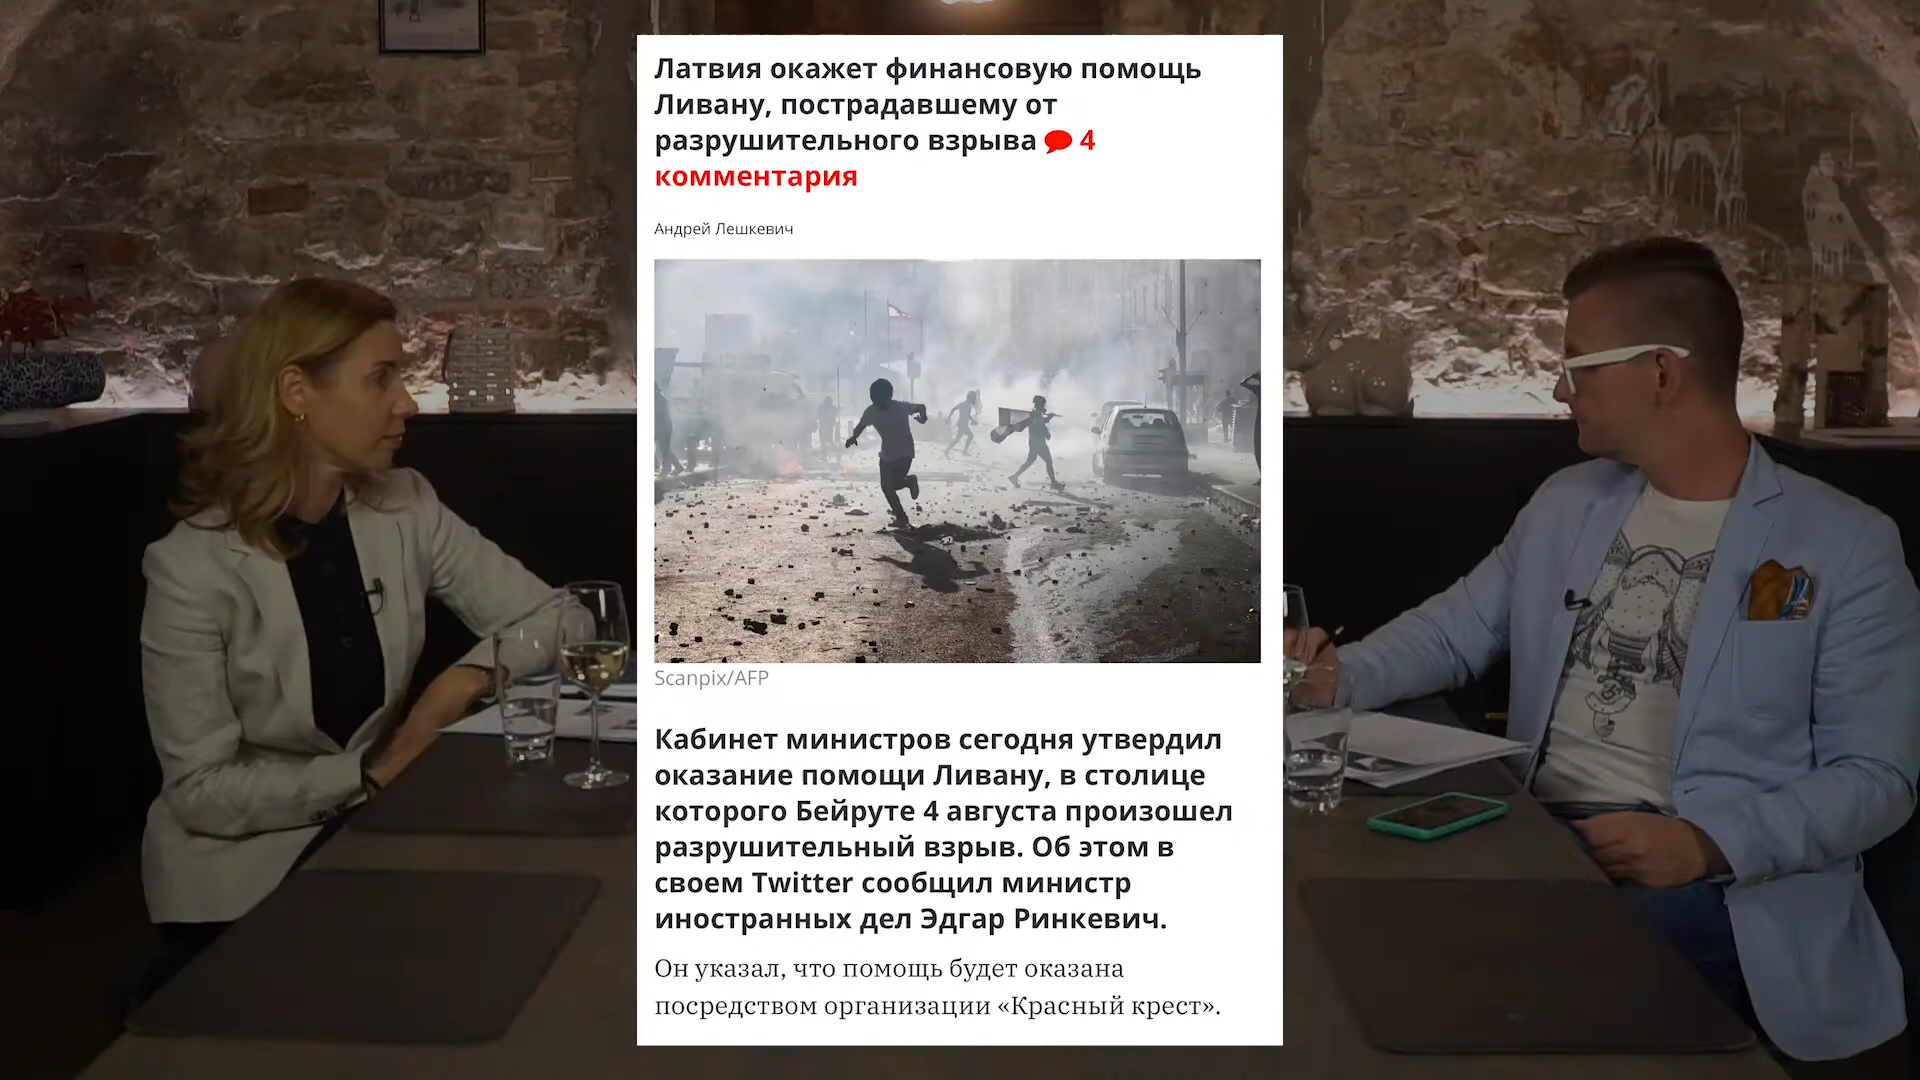 Латвия окажет финансовую помощь
Ливану, пострадавшему от
разрушительного взрыва 4
комментария
Андрей Лешкевич
Scanpix/AFP
Кабинет министров сегодня утвердил
оказание помощи Ливану, в столице
которого Бейруте 4 августа произошел
разрушительный взрыв. Об этом в
своем Twitter сообщил министр
иностранных дел Эдгар Ринкевич.
Он указал, что помощь будет оказана
посредством организации «Красный крест».